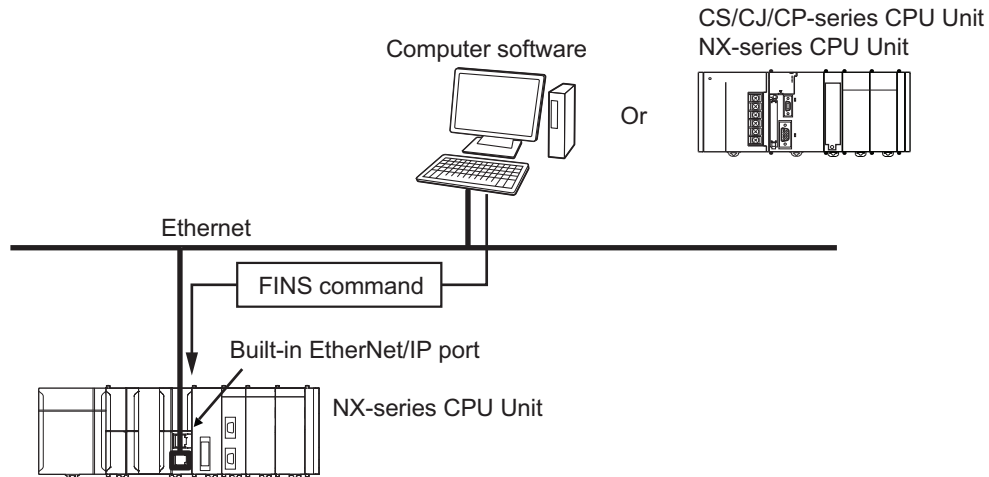 CS/CJ/CP-series CPU Unit
NX-series CPU Unit
Computer software
Or
Ethernet
FINS command
Built-in EtherNet/IP port
NX-series CPU Unit